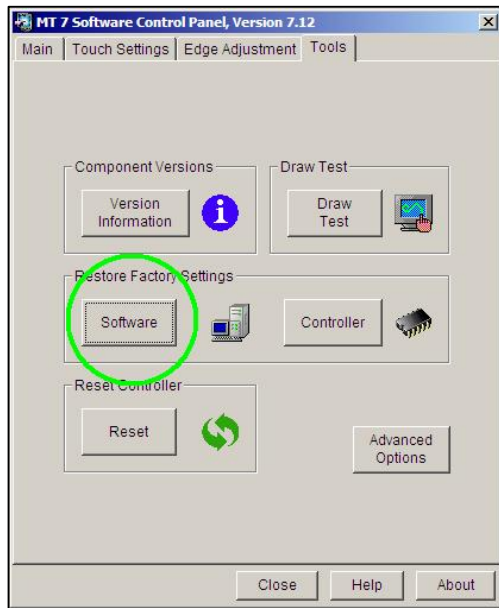 MT 7 Software Control Panel, Version 7.12
Main Touch Settings Edge Adjustment Tools
Component Versions
Version
Information
Draw Test
Draw
Test
Restore Factory Settings
Software
Controller
Reset Controller
Reset
Advanced
Options
Close Help About